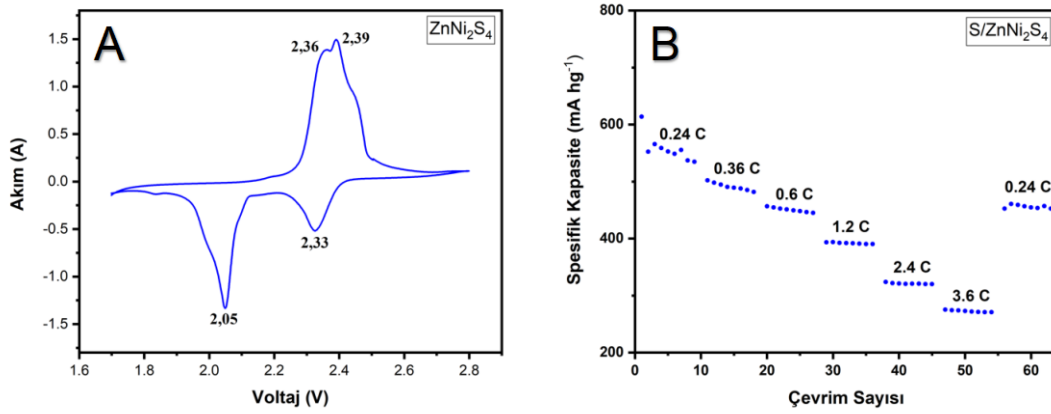 A
ZnNi₂S₄
2,36
2,39
2,33
2,05
1.5
1.0
0.5
0.0
-0.5
-1.0
-1.5
Akım (A)
1.6
1.8
2.0
2.2
2.4
2.6
2.8
Voltaj (V)
B
S/ZnNi₂S₄
0.24 C
0.36 C
0.6 C
1.2 C
2.4 C
3.6 C
0.24 C
800
600
400
200
Spesifik Kapasite (mA hg⁻¹)
0
10
20
30
40
50
60
Çevrim Sayısı